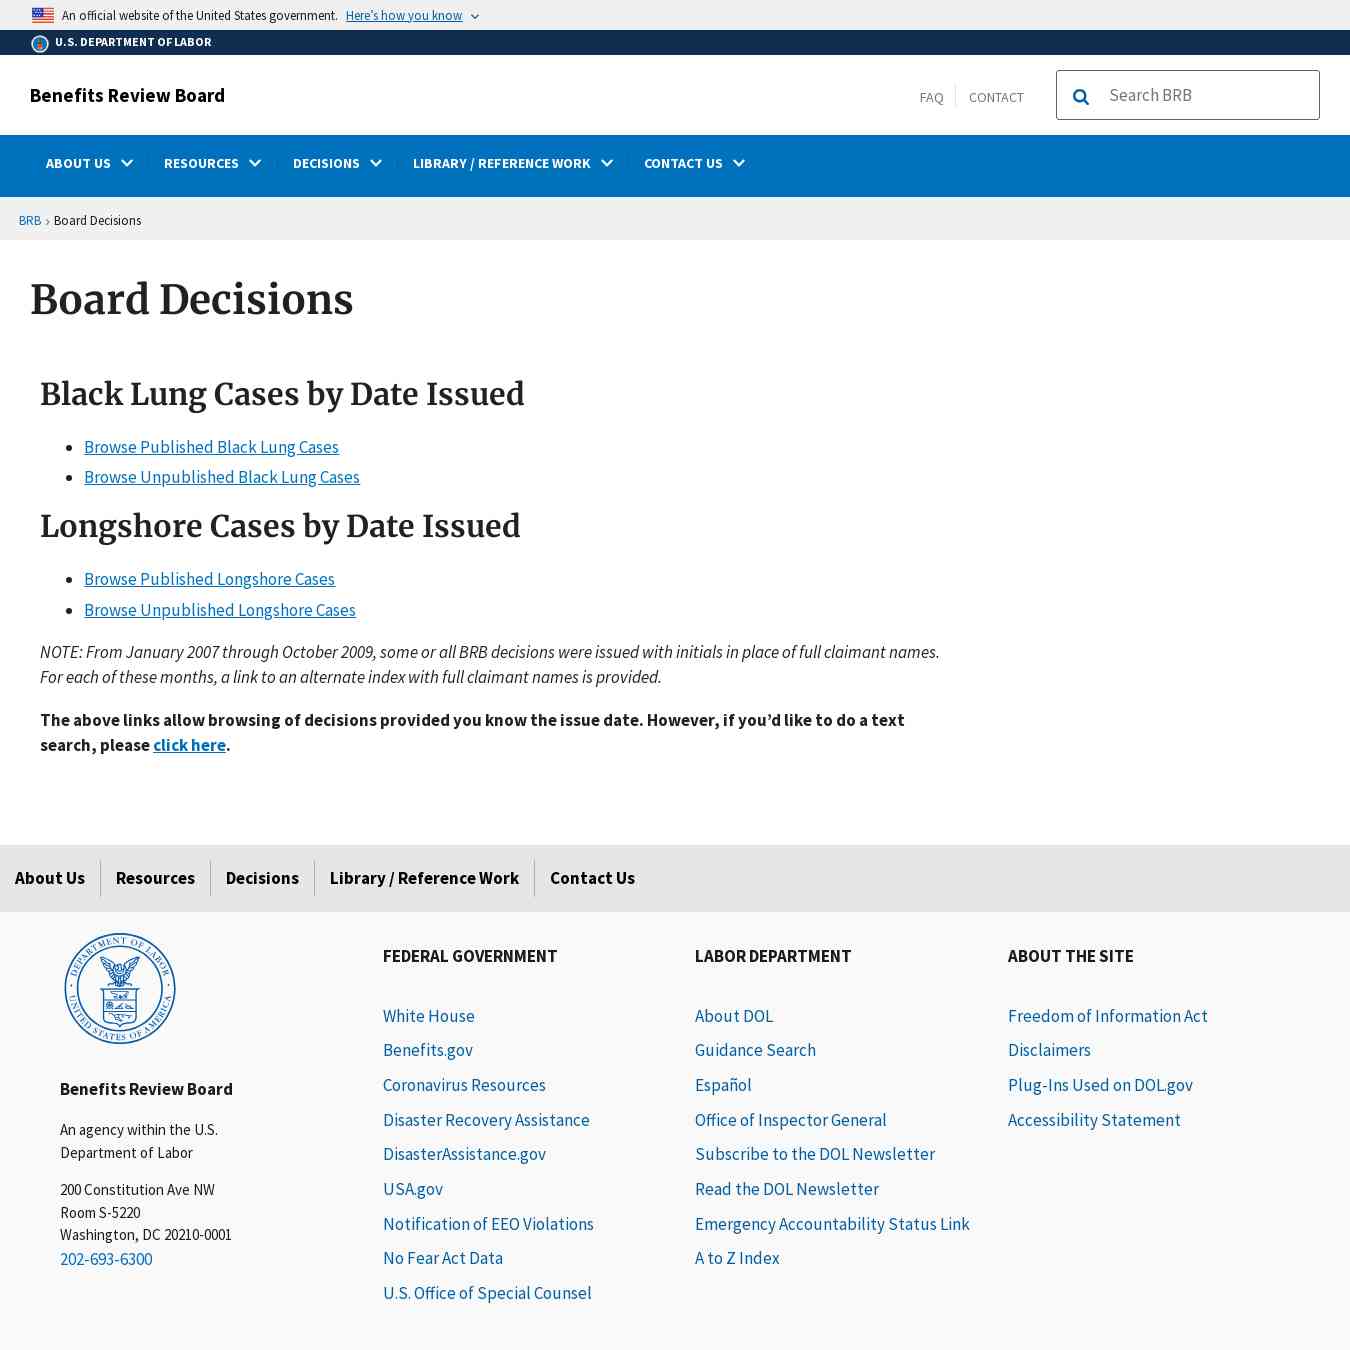 An official website of the United States government. Here's how you know
U.S. DEPARTMENT OF LABOR
Benefits Review Board
FAQ
CONTACT
Search BRB
ABOUT US
RESOURCES
DECISIONS
LIBRARY / REFERENCE WORK
CONTACT US
BRB › Board Decisions
Board Decisions
Black Lung Cases by Date Issued
• Browse Published Black Lung Cases
• Browse Unpublished Black Lung Cases
Longshore Cases by Date Issued
• Browse Published Longshore Cases
• Browse Unpublished Longshore Cases
NOTE: From January 2007 through October 2009, some or all BRB decisions were issued with initials in place of full claimant names.
For each of these months, a link to an alternate index with full claimant names is provided.
The above links allow browsing of decisions provided you know the issue date. However, if you’d like to do a text
search, please click here.
About Us
Resources
Decisions
Library / Reference Work
Contact Us
DEPARTMENT OF LABOR
UNITED STATES OF AMERICA
Benefits Review Board
An agency within the U.S.
Department of Labor
200 Constitution Ave NW
Room S-5220
Washington, DC 20210-0001
202-693-6300
FEDERAL GOVERNMENT
White House
Benefits.gov
Coronavirus Resources
Disaster Recovery Assistance
DisasterAssistance.gov
USA.gov
Notification of EEO Violations
No Fear Act Data
U.S. Office of Special Counsel
LABOR DEPARTMENT
About DOL
Guidance Search
Español
Office of Inspector General
Subscribe to the DOL Newsletter
Read the DOL Newsletter
Emergency Accountability Status Link
A to Z Index
ABOUT THE SITE
Freedom of Information Act
Disclaimers
Plug-Ins Used on DOL.gov
Accessibility Statement